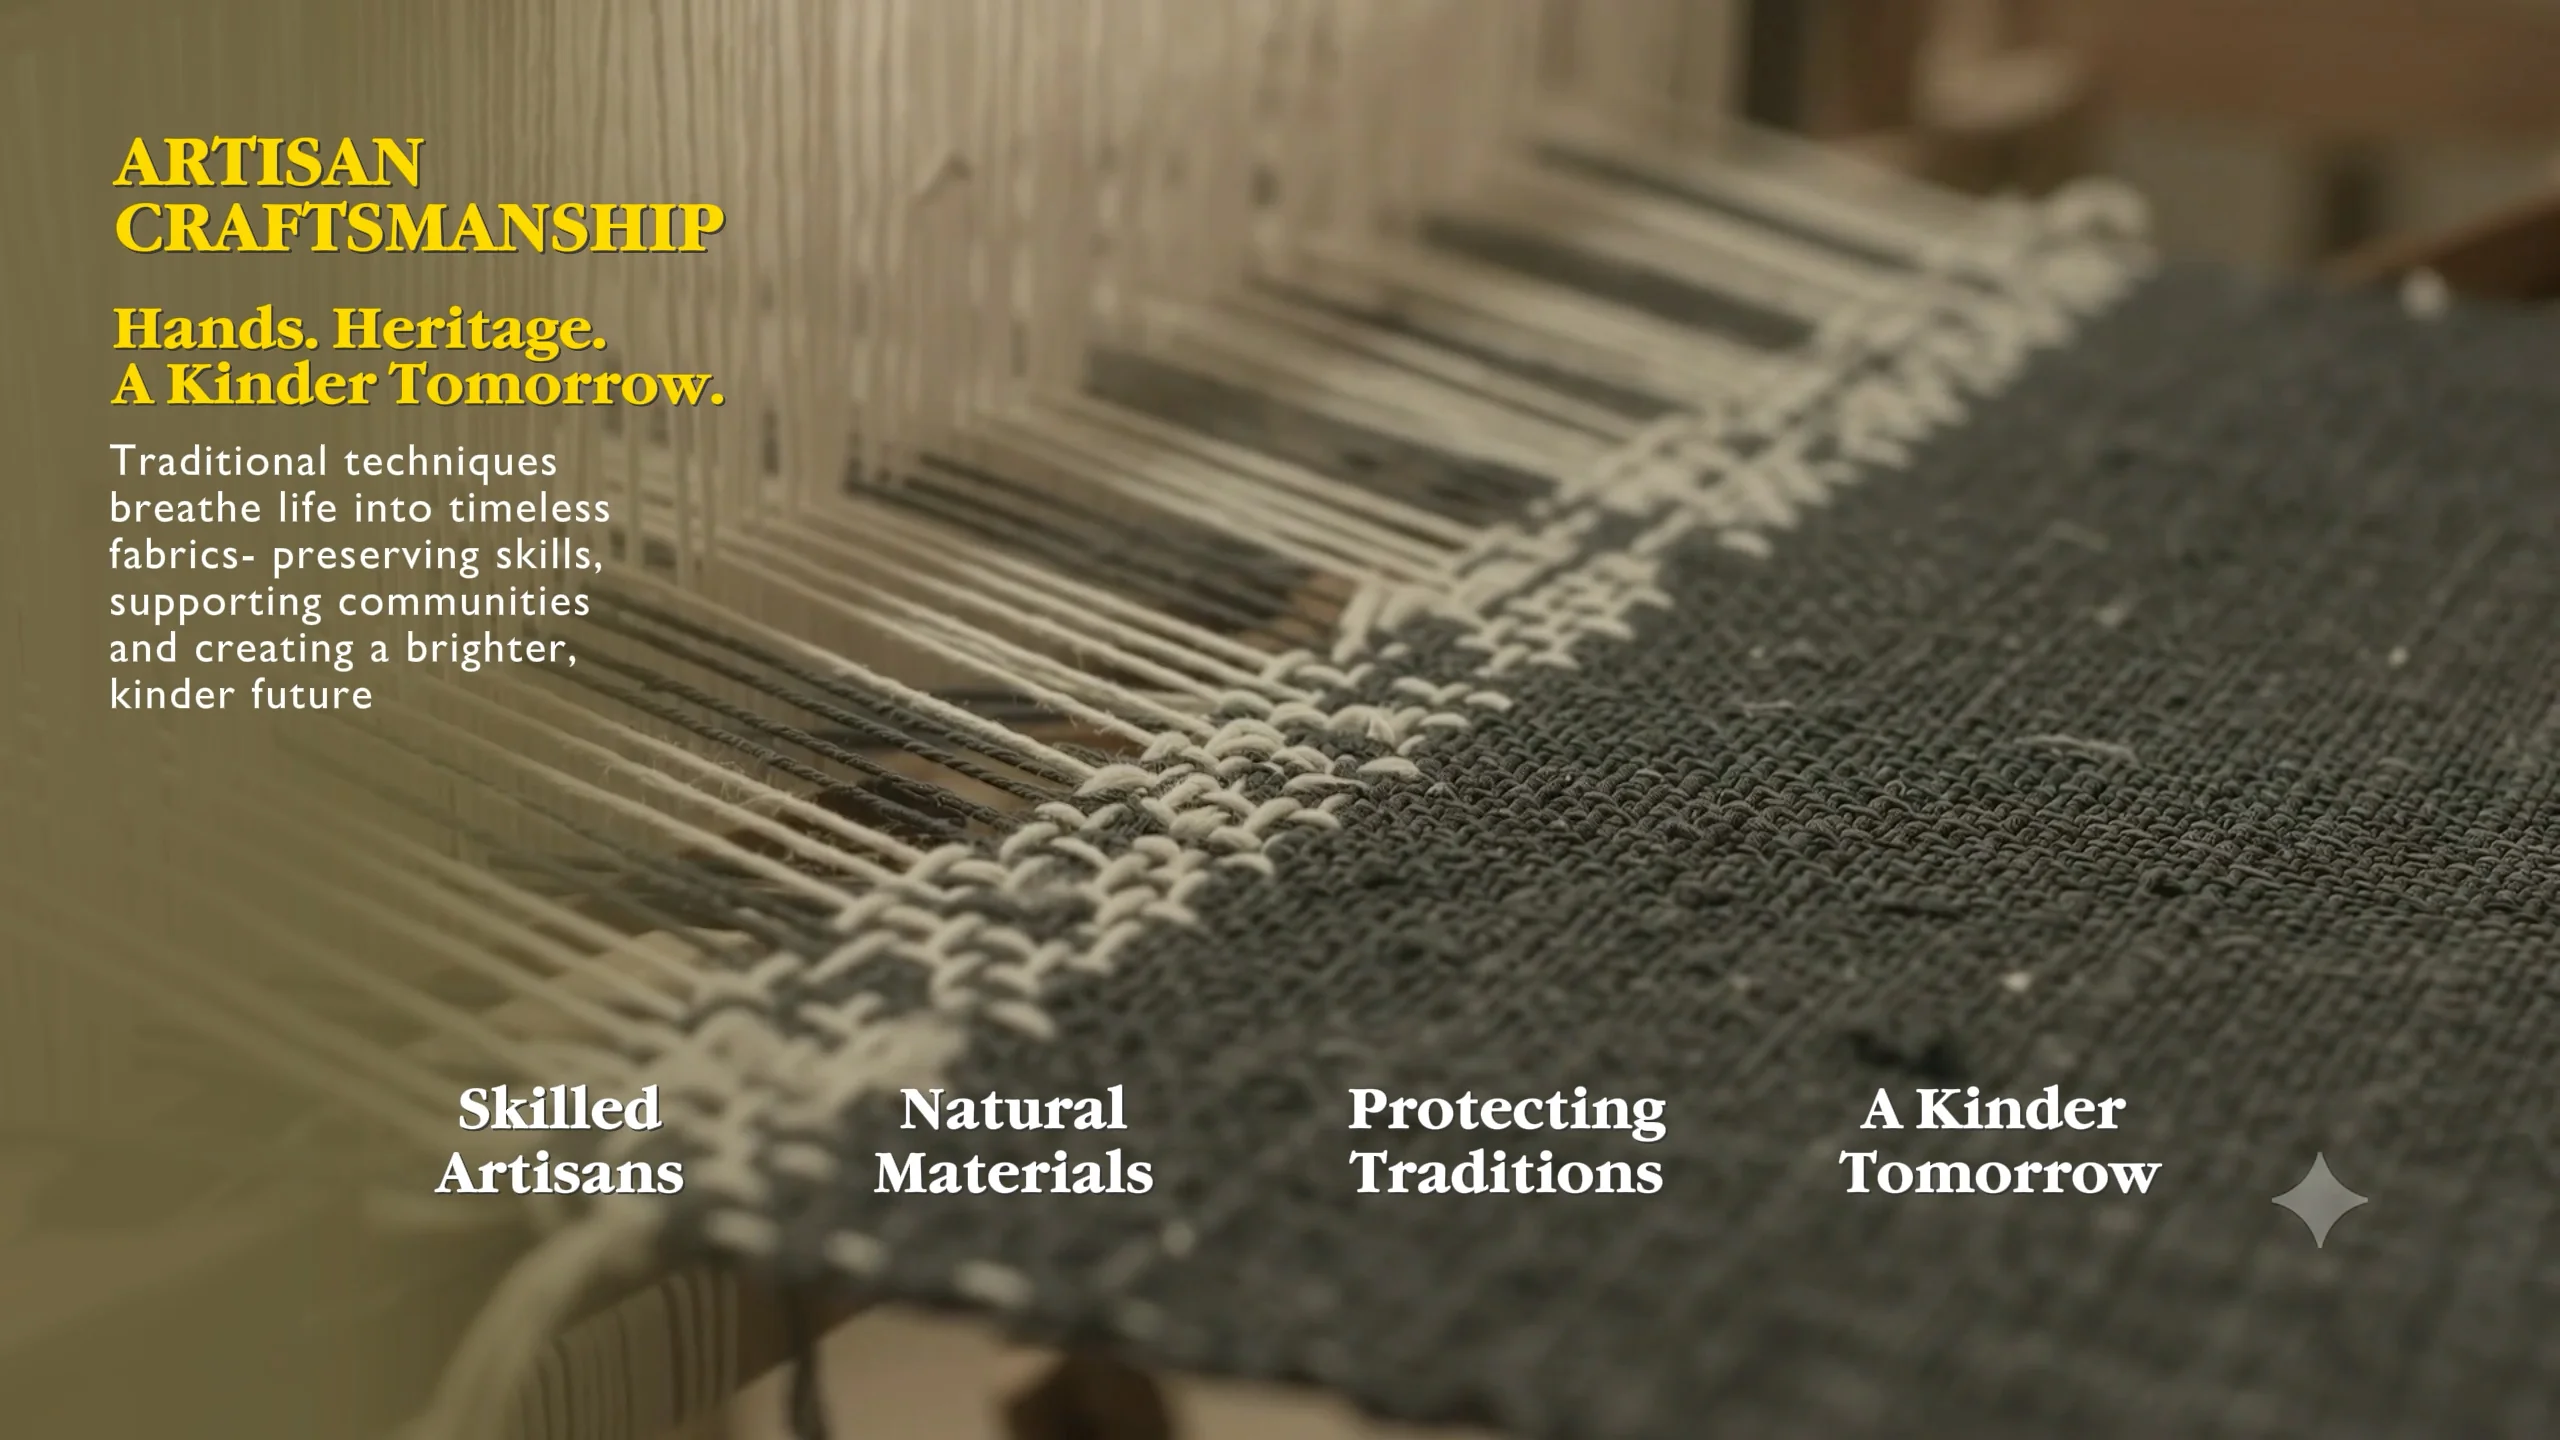 ARTISAN
CRAFTSMANSHIP
Hands. Heritage.
A Kinder Tomorrow.
Traditional techniques
breathe life into timeless
fabrics- preserving skills,
supporting communities
and creating a brighter,
kinder future
Skilled
Artisans
Natural
Materials
Protecting
Traditions
A Kinder
Tomorrow